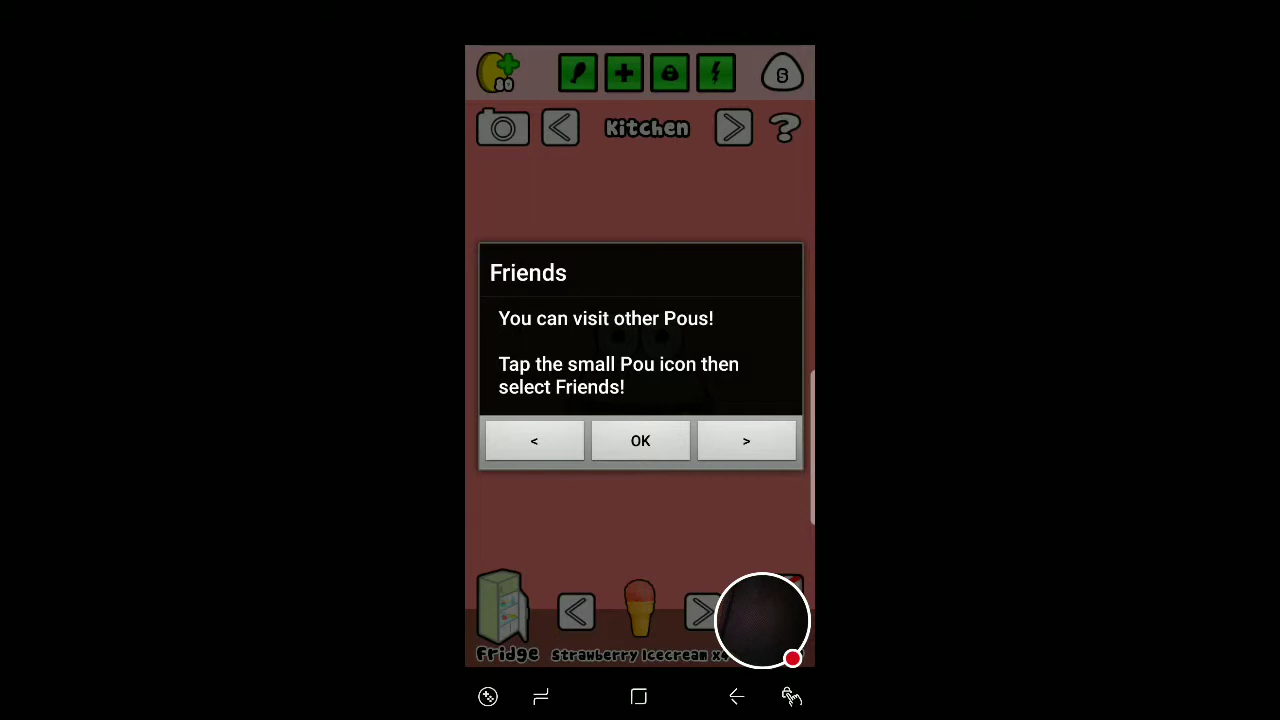 80
5
Kitchen
?
Friends
You can visit other Pous!
Tap the small Pou icon then
select Friends!
<
OK
>
Fridge
Strawberry Icecream